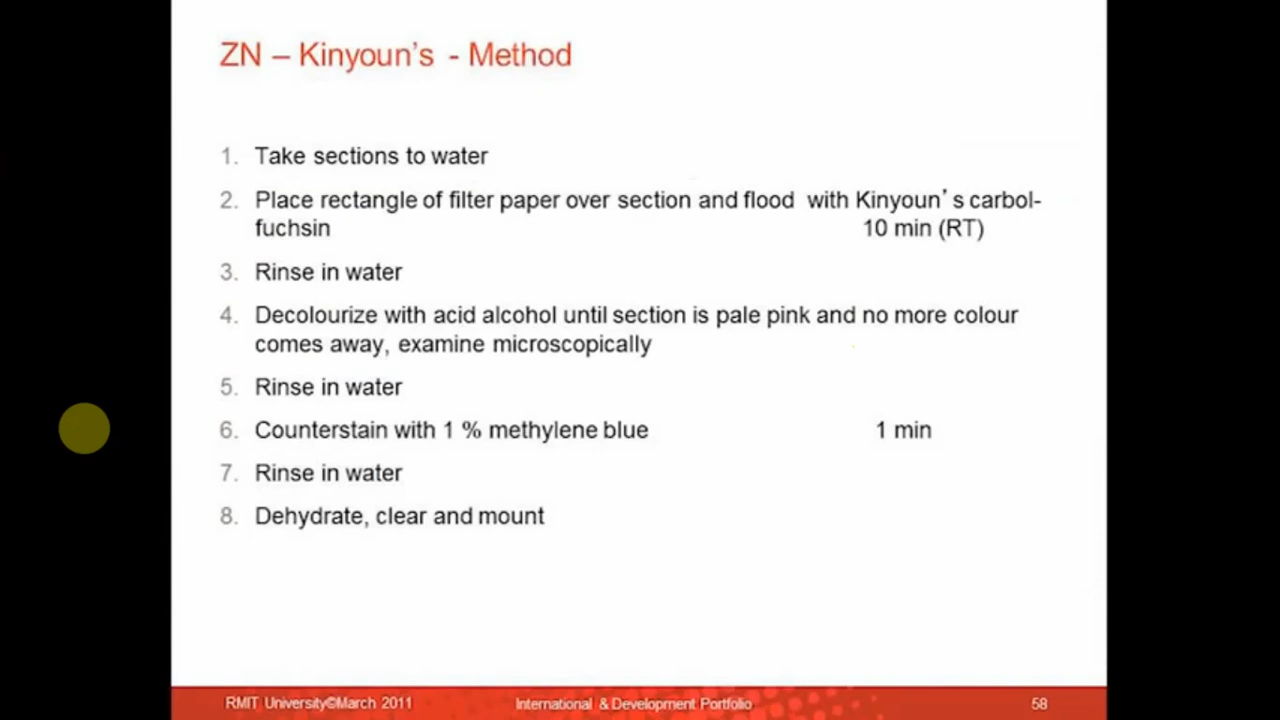 ZN – Kinyoun's - Method
1. Take sections to water
2. Place rectangle of filter paper over section and flood with Kinyoun's carbol-
fuchsin 10 min (RT)
3. Rinse in water
4. Decolourize with acid alcohol until section is pale pink and no more colour
comes away, examine microscopically
5. Rinse in water
6. Counterstain with 1 % methylene blue 1 min
7. Rinse in water
8. Dehydrate, clear and mount
RMIT University©March 2011 International & Development Portfolio 58